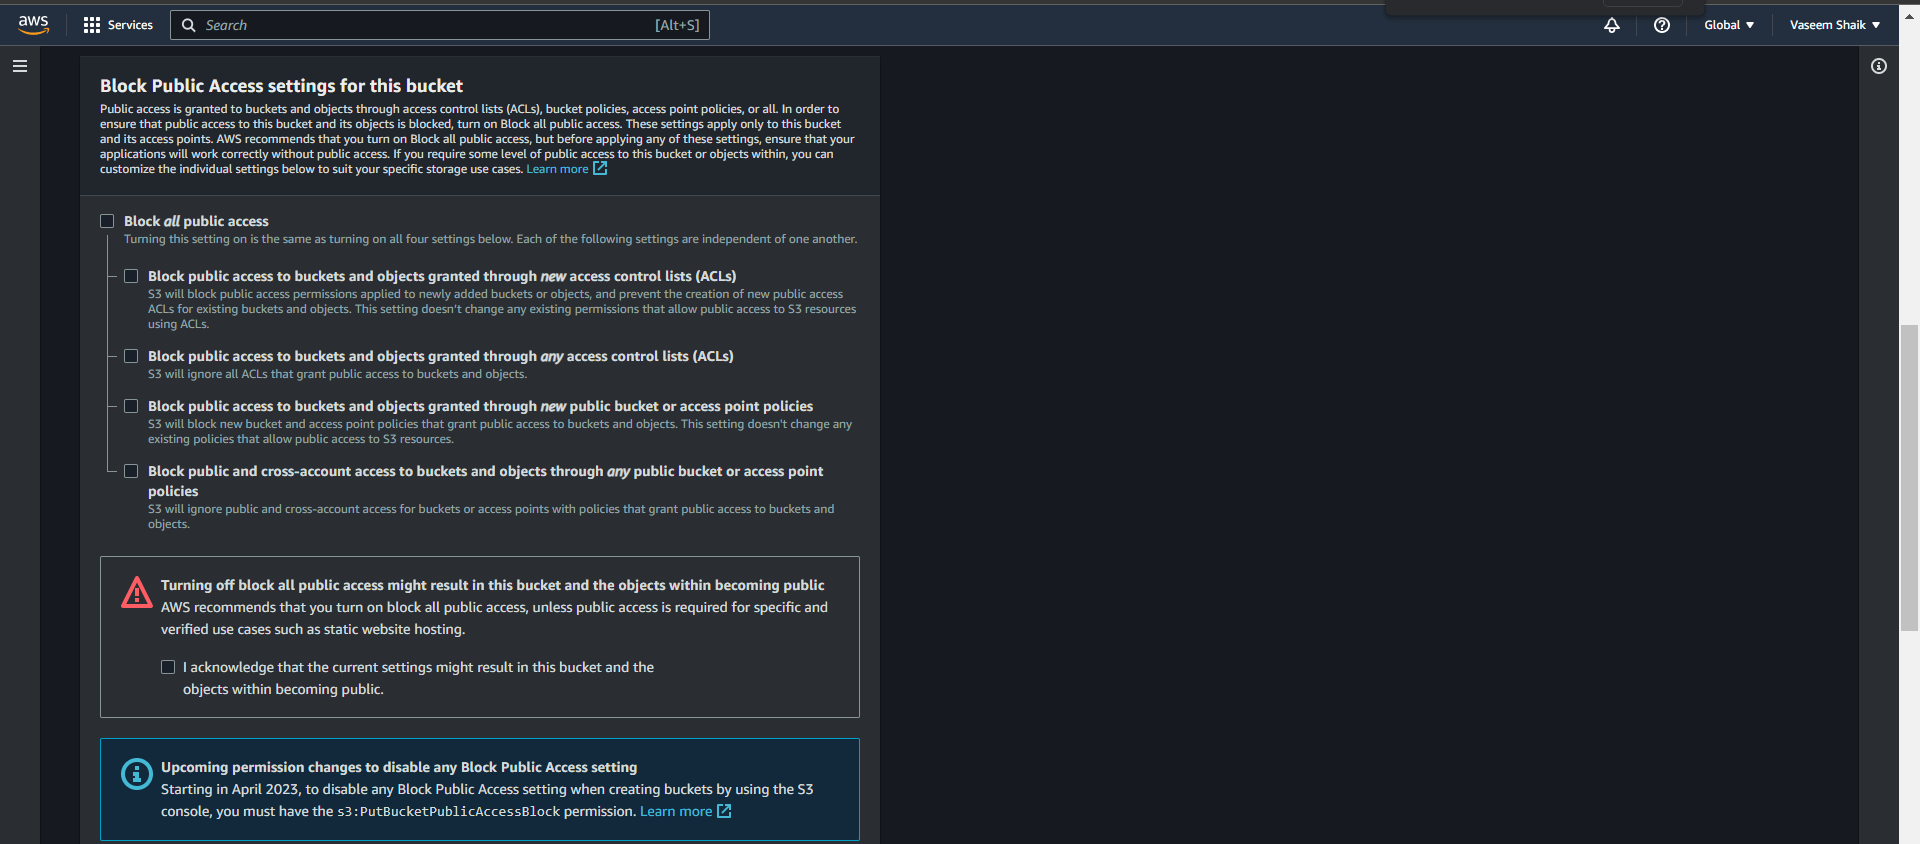 aws
Services
Search
[Alt+S]
Global
Vaseem Shaik
Block Public Access settings for this bucket
Public access is granted to buckets and objects through access control lists (ACLs), bucket policies, access point policies, or all. In order to
ensure that public access to this bucket and its objects is blocked, turn on Block all public access. These settings apply only to this bucket
and its access points. AWS recommends that you turn on Block all public access, but before applying any of these settings, ensure that your
applications will work correctly without public access. If you require some level of public access to this bucket or objects within, you can
customize the individual settings below to suit your specific storage use cases. Learn more
Block all public access
Turning this setting on is the same as turning on all four settings below. Each of the following settings are independent of one another.
Block public access to buckets and objects granted through new access control lists (ACLs)
S3 will block public access permissions applied to newly added buckets or objects, and prevent the creation of new public access
ACLs for existing buckets and objects. This setting doesn't change any existing permissions that allow public access to S3 resources
using ACLs.
Block public access to buckets and objects granted through any access control lists (ACLs)
S3 will ignore all ACLs that grant public access to buckets and objects.
Block public access to buckets and objects granted through new public bucket or access point policies
S3 will block new bucket and access point policies that grant public access to buckets and objects. This setting doesn't change any
existing policies that allow public access to S3 resources.
Block public and cross-account access to buckets and objects through any public bucket or access point
policies
S3 will ignore public and cross-account access for buckets or access points with policies that grant public access to buckets and
objects.
Turning off block all public access might result in this bucket and the objects within becoming public
AWS recommends that you turn on block all public access, unless public access is required for specific and
verified use cases such as static website hosting.
I acknowledge that the current settings might result in this bucket and the
objects within becoming public.
Upcoming permission changes to disable any Block Public Access setting
Starting in April 2023, to disable any Block Public Access setting when creating buckets by using the S3
console, you must have the s3:PutBucketPublicAccessBlock permission. Learn more